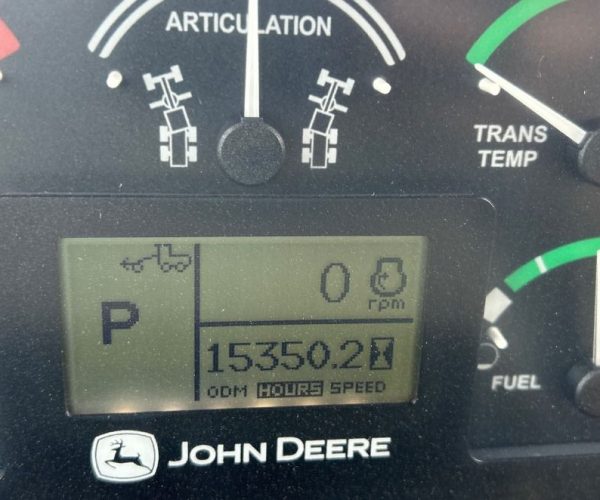 ARTICULATION
TRANS
TEMP
P
0 rpm
15350.2
ODM HOURS SPEED
FUEL
JOHN DEERE